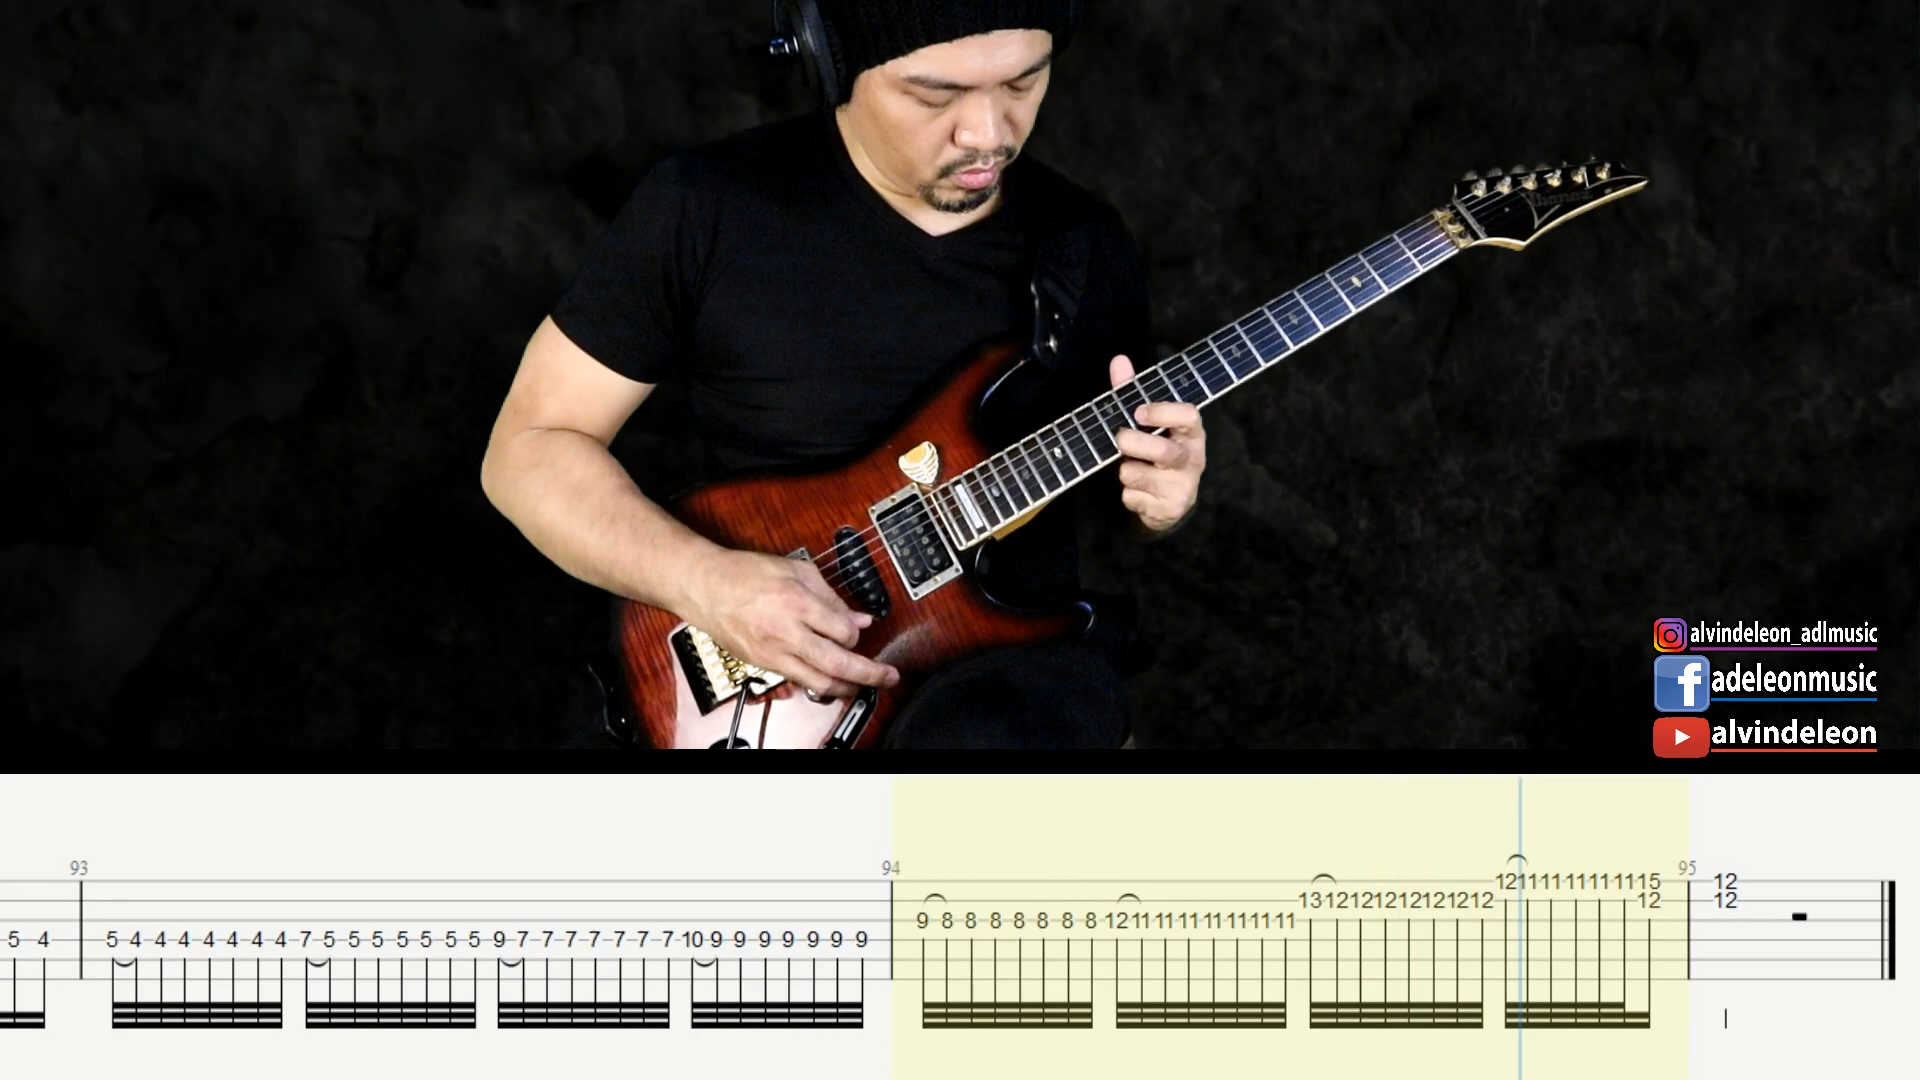 Ibanez
alvindeleon_adlmusic
adeleonmusic
alvindeleon
93 94 95
12 11 11 11 11 11 15 12
13 12 12 12 12 12 12 12 12 12
9 8 8 8 8 8 8 8 12 11 11 11 11 11 11 11
5 4 5 4 4 4 4 4 4 4 7 5 5 5 5 5 5 5 9 7 7 7 7 7 7 7 10 9 9 9 9 9 9 9